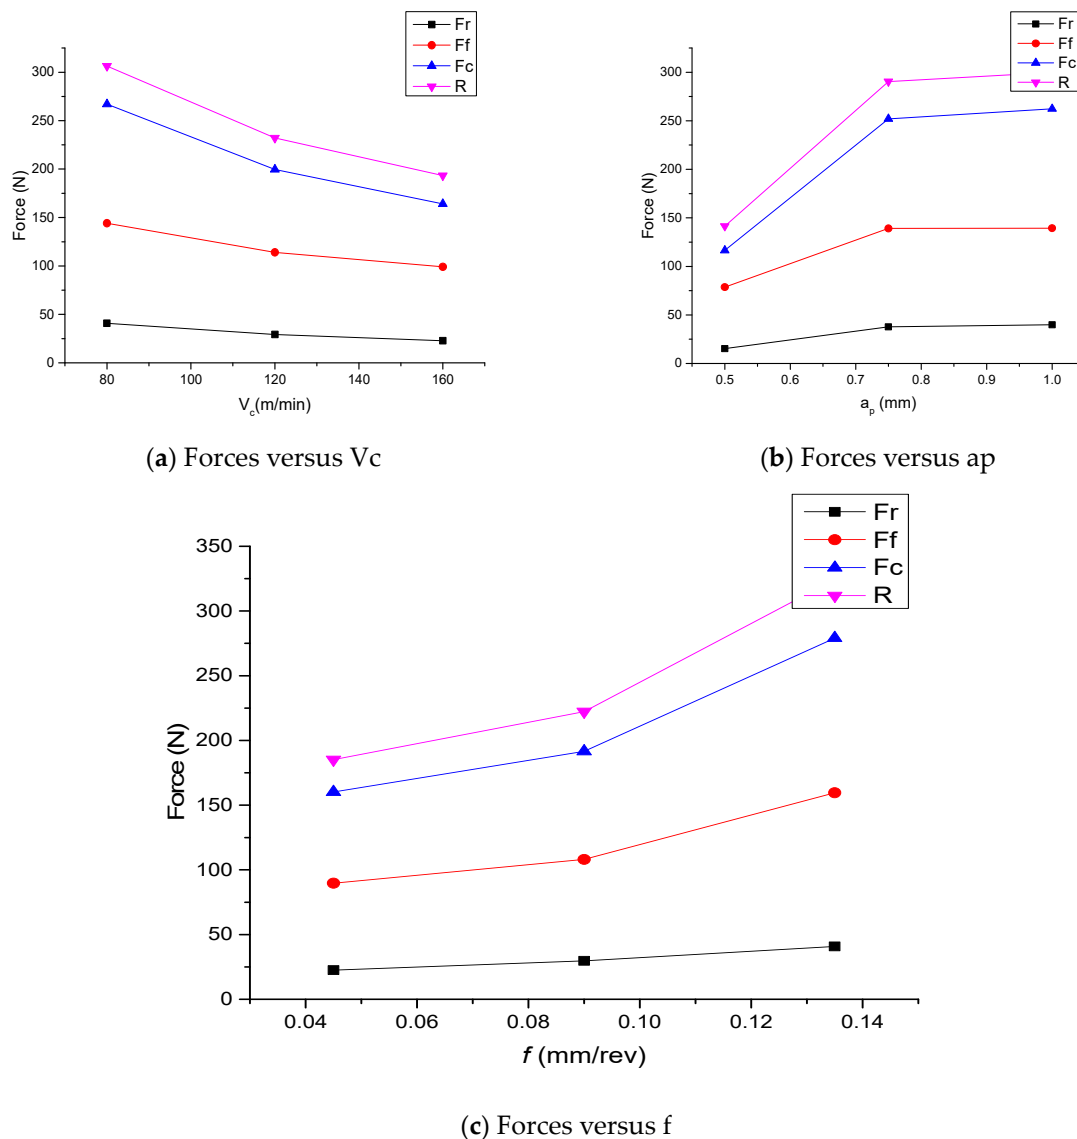 Fr
Ff
Fc
R
300
250
200
150
100
50
0
Force (N)
80 100 120 140 160
Vc(m/min)
(a) Forces versus Vc
Fr
Ff
Fc
R
300
250
200
150
100
50
0
Force (N)
0.5 0.6 0.7 0.8 0.9 1.0
ap (mm)
(b) Forces versus ap
Fr
Ff
Fc
R
350
300
250
200
150
100
50
0
Force (N)
0.04 0.06 0.08 0.10 0.12 0.14
f (mm/rev)
(c) Forces versus f